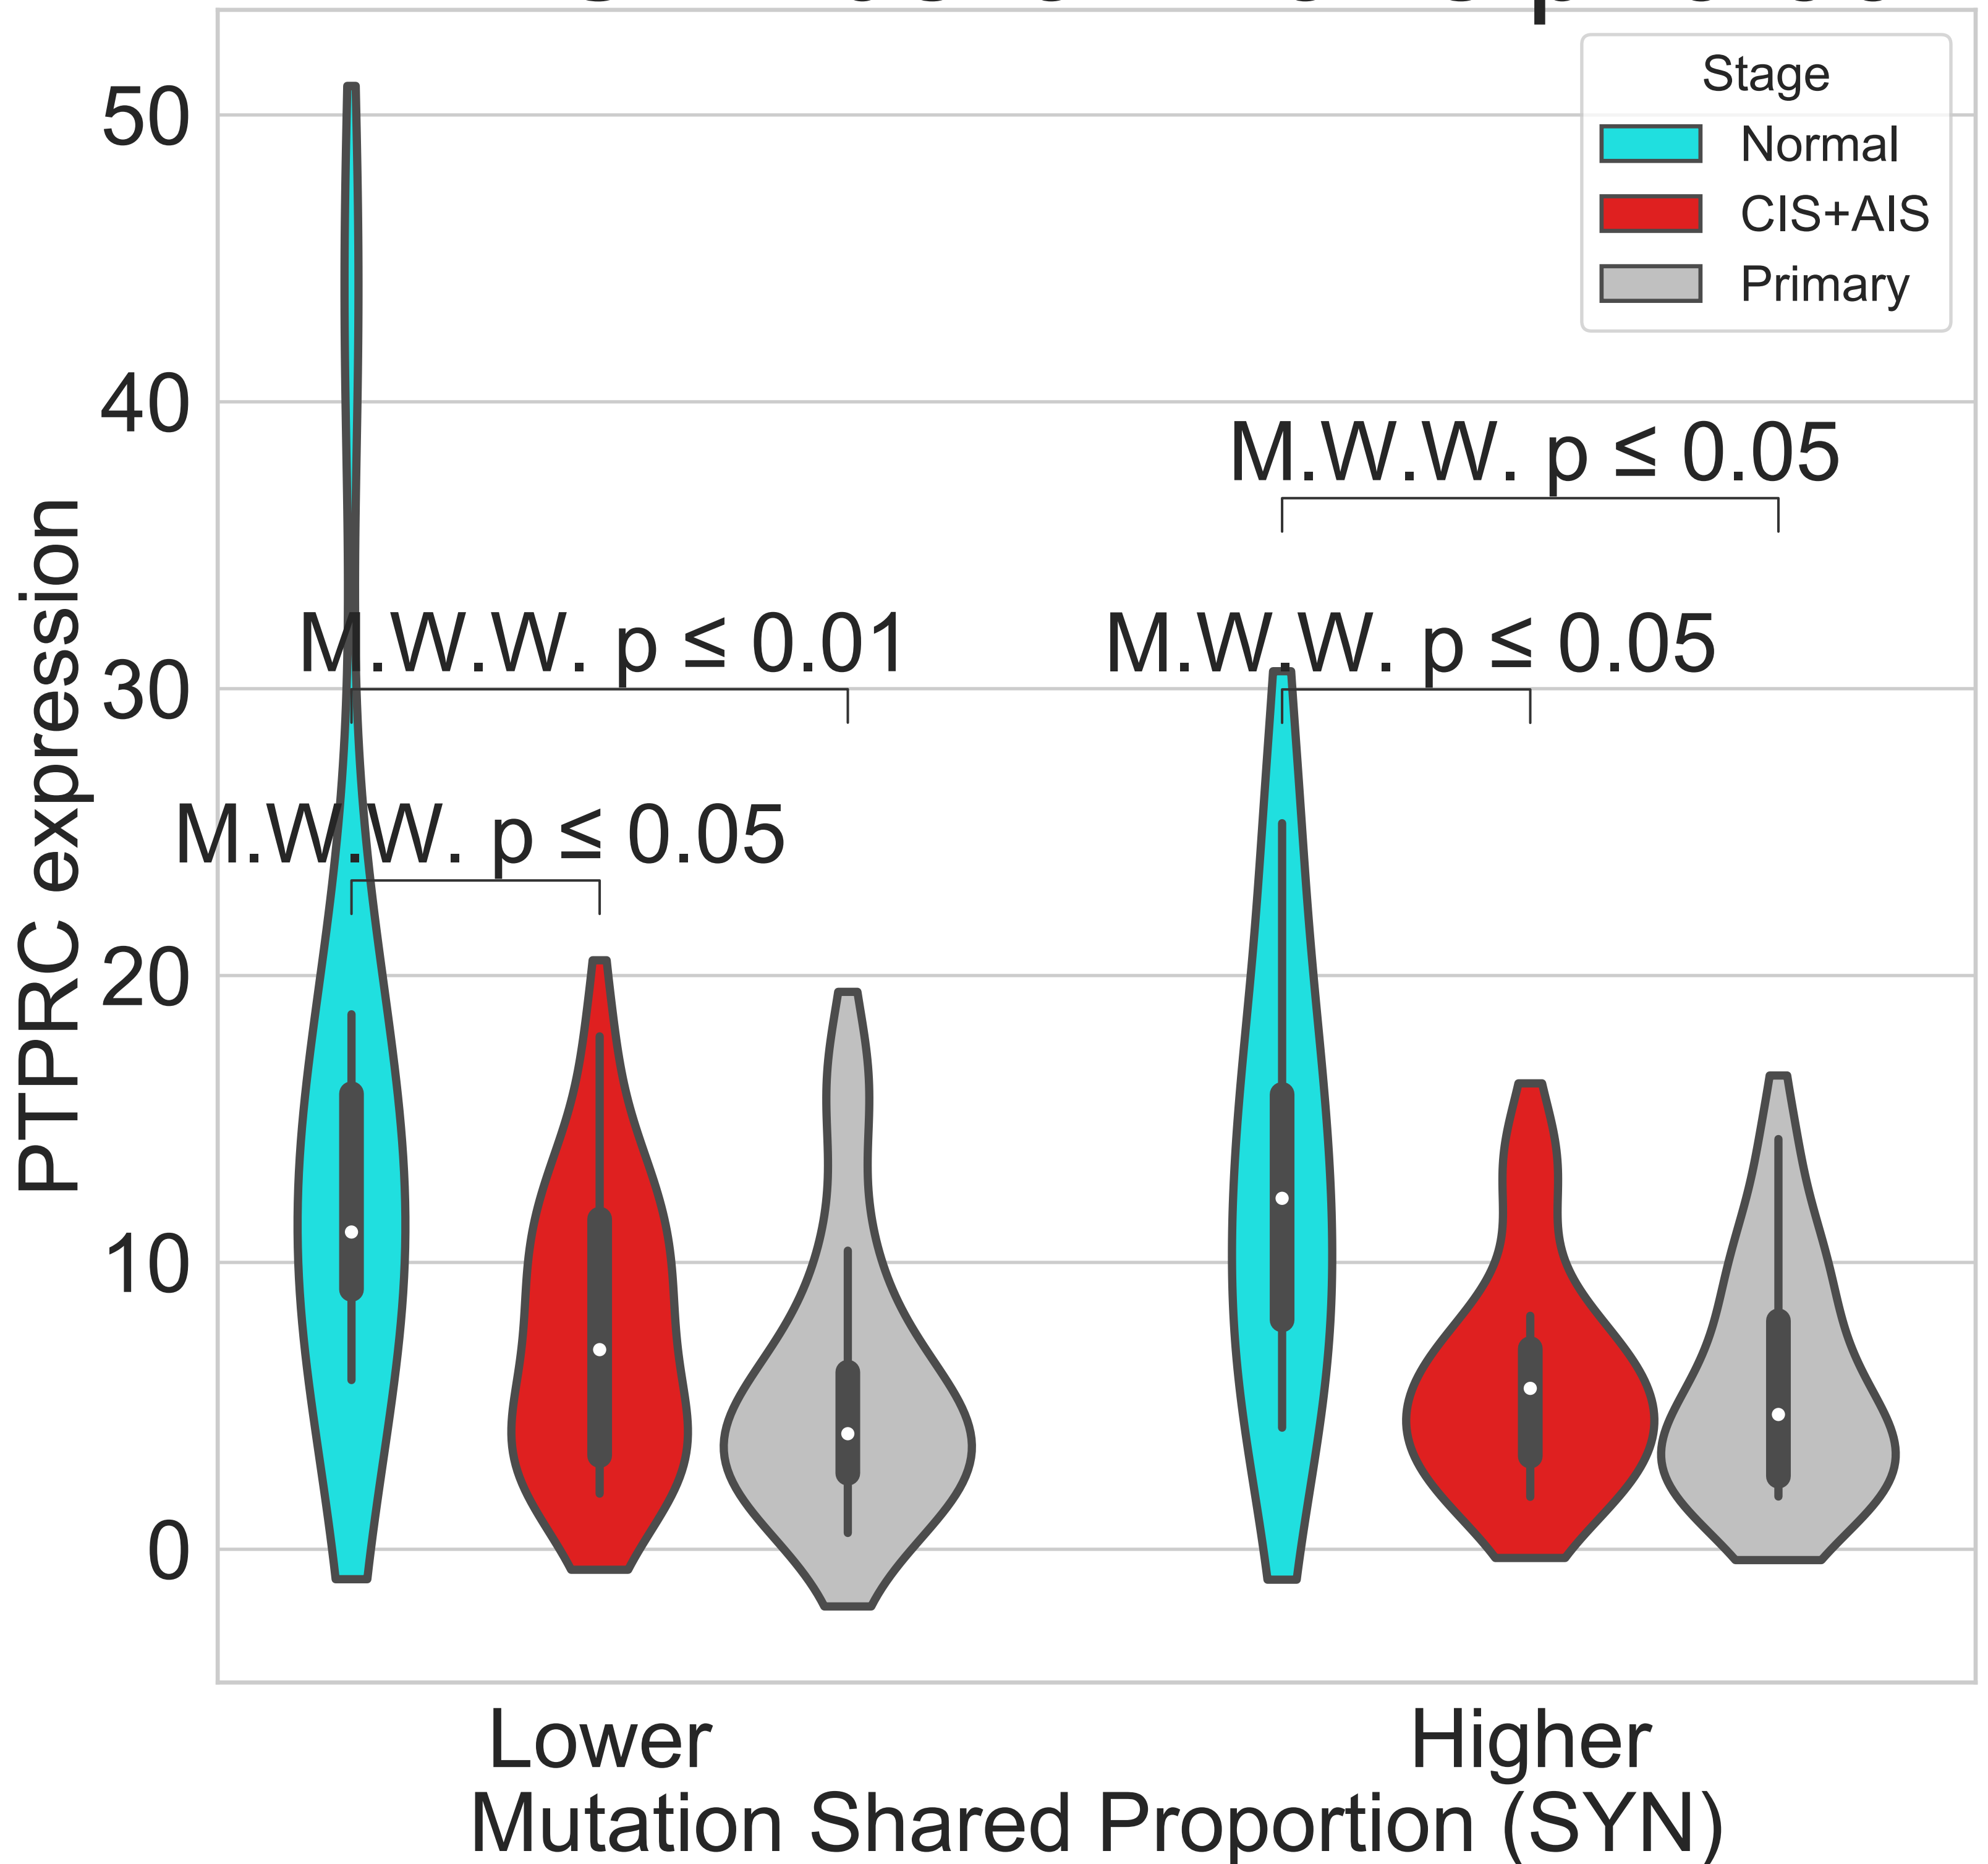 Stage
Normal
CIS+AIS
Primary
50
40
30
20
10
0
PTPRC expression
M.W.W. p ≤ 0.05
M.W.W. p ≤ 0.01
M.W.W. p ≤ 0.05
M.W.W. p ≤ 0.05
Lower
Higher
Mutation Shared Proportion (SYN)